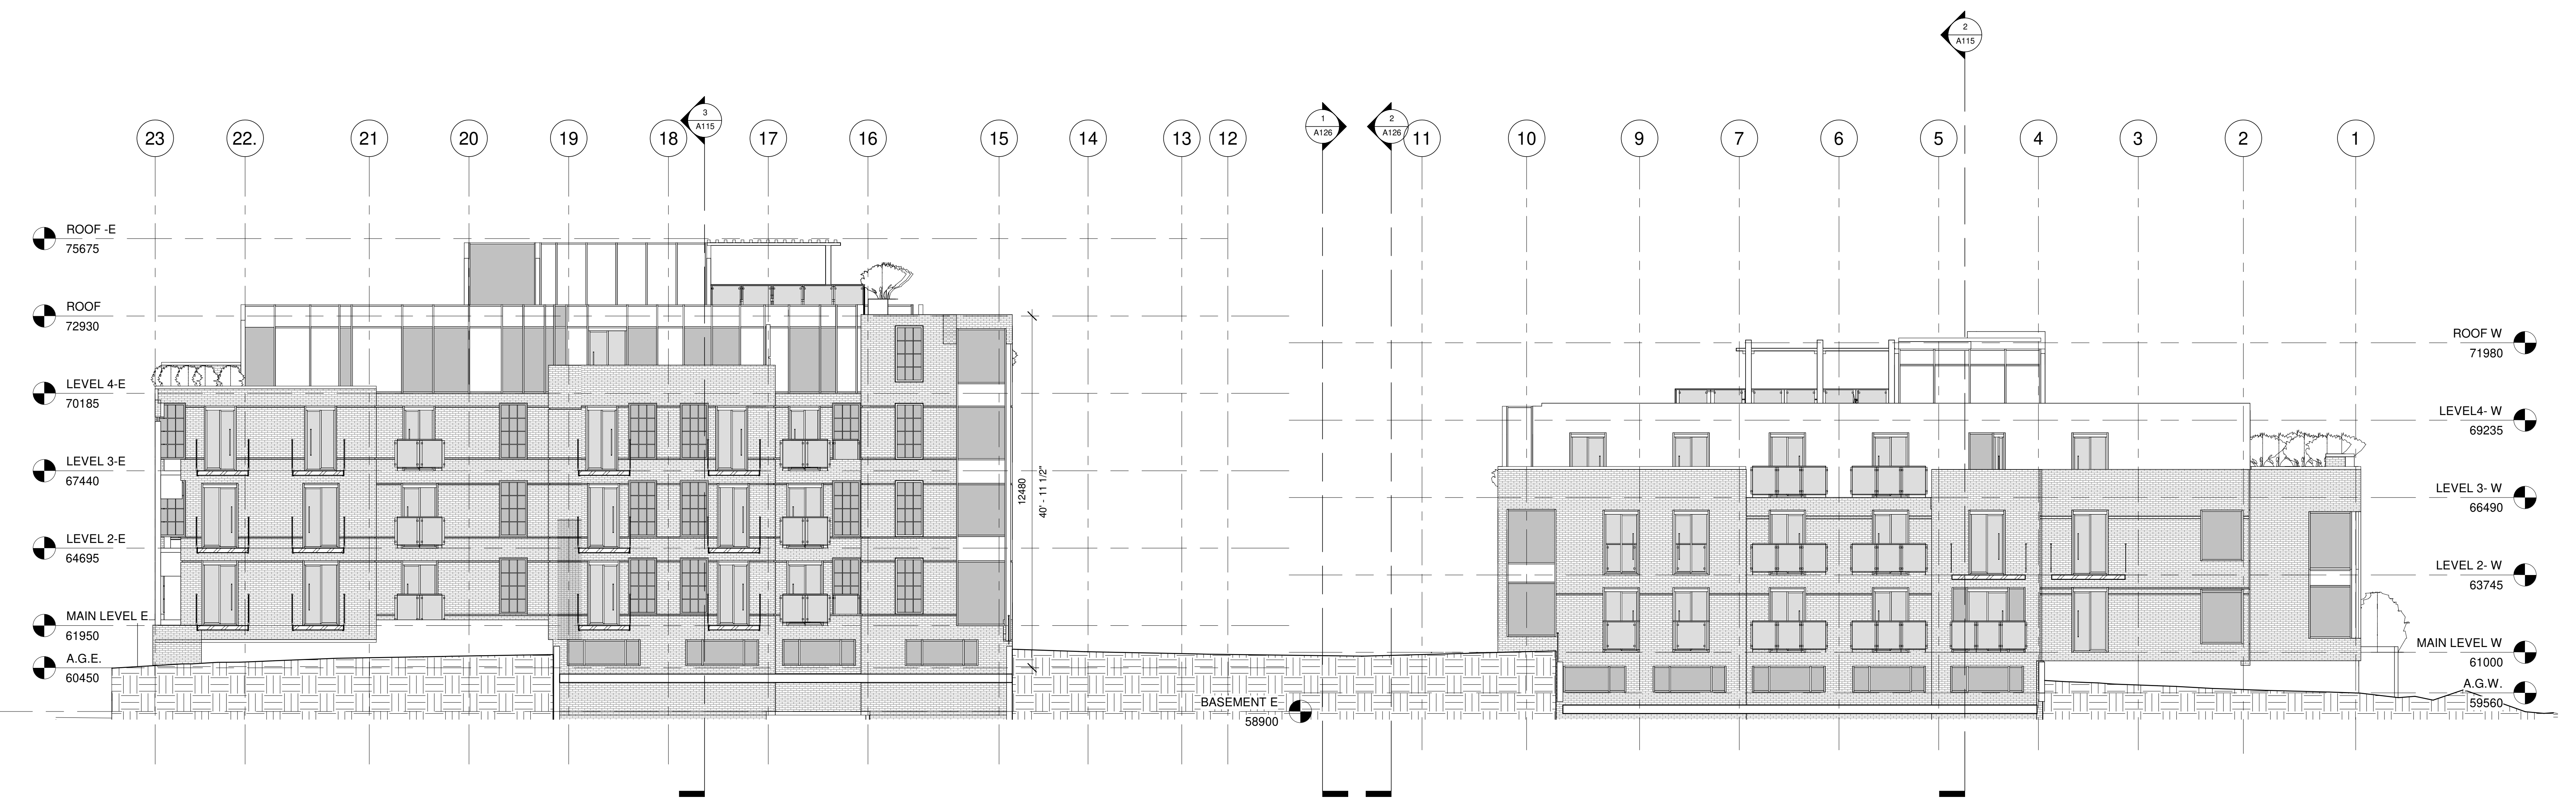 2
A115
3
A115
1
A126
2
A126
23
22.
21
20
19
18
17
16
15
14
13
12
11
10
9
7
6
5
4
3
2
1
ROOF -E
75675
ROOF
72930
LEVEL 4-E
70185
LEVEL 3-E
67440
LEVEL 2-E
64695
MAIN LEVEL E
61950
A.G.E.
60450
12480
40' - 11 1/2"
BASEMENT E
58900
ROOF W
71980
LEVEL4- W
69235
LEVEL 3- W
66490
LEVEL 2- W
63745
MAIN LEVEL W
61000
A.G.W.
59560